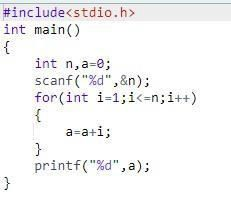 #include<stdio.h>
int main()
{
    int n,a=0;
    scanf("%d",&n);
    for(int i=1;i<=n;i++)
    {
        a=a+i;
    }
    printf("%d",a);
}